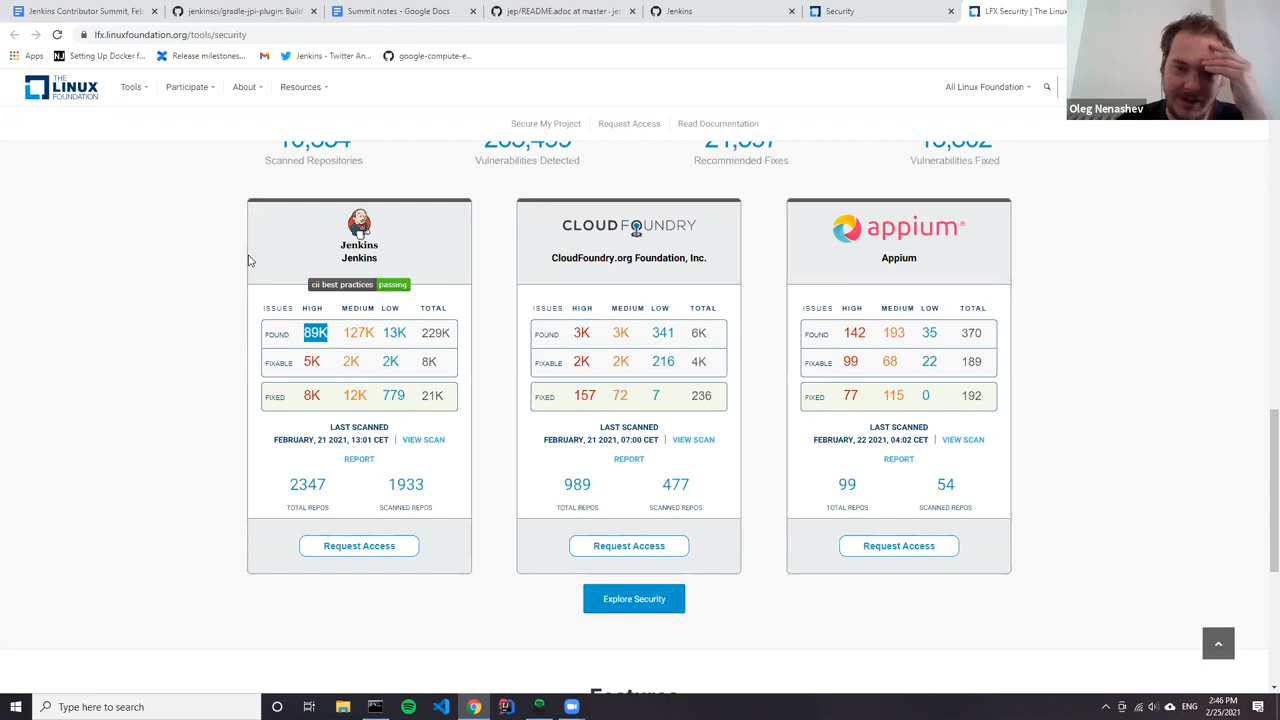 Jenkins Contributor Summit, Feb
jenkinsci/gradle-plugin: Build
Summit notes - Google Docs
jep/README.adoc at master · jen
Jenkins
Security
LFX Security | The Linux
lfx.linuxfoundation.org/tools/security
Apps
Setting Up Docker f...
Release milestones...
Jenkins - Twitter An...
google-compute-e...
THE LINUX FOUNDATION
Tools
Participate
About
Resources
All Linux Foundation
Oleg Nenashev
Secure My Project
Request Access
Read Documentation
Scanned Repositories
Vulnerabilities Detected
Recommended Fixes
Vulnerabilities Fixed
Jenkins
Jenkins
cii best practices passing
ISSUES HIGH MEDIUM LOW TOTAL
FOUND 89K 127K 13K 229K
FIXABLE 5K 2K 2K 8K
FIXED 8K 12K 779 21K
LAST SCANNED
FEBRUARY, 21 2021, 13:01 CET | VIEW SCAN
REPORT
2347 1933
TOTAL REPOS SCANNED REPOS
Request Access
CLOUD FOUNDRY
CloudFoundry.org Foundation, Inc.
ISSUES HIGH MEDIUM LOW TOTAL
FOUND 3K 3K 341 6K
FIXABLE 2K 2K 216 4K
FIXED 157 72 7 236
LAST SCANNED
FEBRUARY, 21 2021, 07:00 CET | VIEW SCAN
REPORT
989 477
TOTAL REPOS SCANNED REPOS
Request Access
appium®
Appium
ISSUES HIGH MEDIUM LOW TOTAL
FOUND 142 193 35 370
FIXABLE 99 68 22 189
FIXED 77 115 0 192
LAST SCANNED
FEBRUARY, 22 2021, 04:02 CET | VIEW SCAN
REPORT
99 54
TOTAL REPOS SCANNED REPOS
Request Access
Explore Security
Features
Type here to search
ENG
2:46 PM
2/25/2021